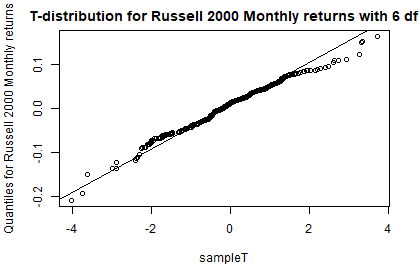 T-distribution for Russell 2000 Monthly returns with 6 df
Quantiles for Russell 2000 Monthly returns
0.1
0.0
-0.1
-0.2
-4 -2 0 2 4
sampleT